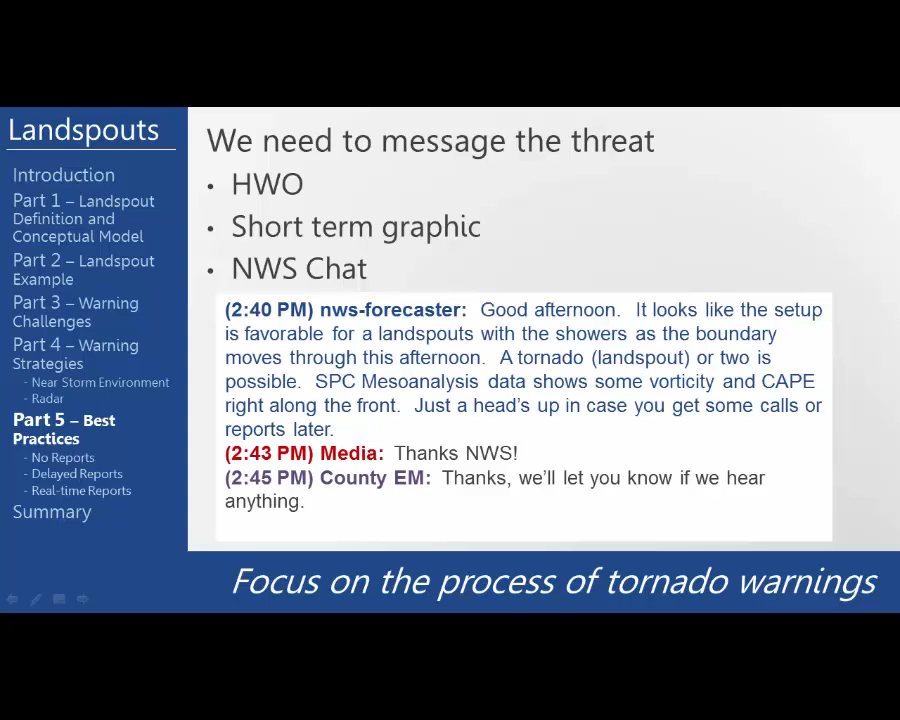 Landspouts
Introduction
Part 1 – Landspout
Definition and
Conceptual Model
Part 2 – Landspout
Example
Part 3 – Warning
Challenges
Part 4 – Warning
Strategies
- Near Storm Environment
- Radar
Part 5 – Best
Practices
- No Reports
- Delayed Reports
- Real-time Reports
Summary
We need to message the threat
• HWO
• Short term graphic
• NWS Chat
(2:40 PM) nws-forecaster: Good afternoon. It looks like the setup
is favorable for a landspouts with the showers as the boundary
moves through this afternoon. A tornado (landspout) or two is
possible. SPC Mesoanalysis data shows some vorticity and CAPE
right along the front. Just a head's up in case you get some calls or
reports later.
(2:43 PM) Media: Thanks NWS!
(2:45 PM) County EM: Thanks, we'll let you know if we hear
anything.
Focus on the process of tornado warnings